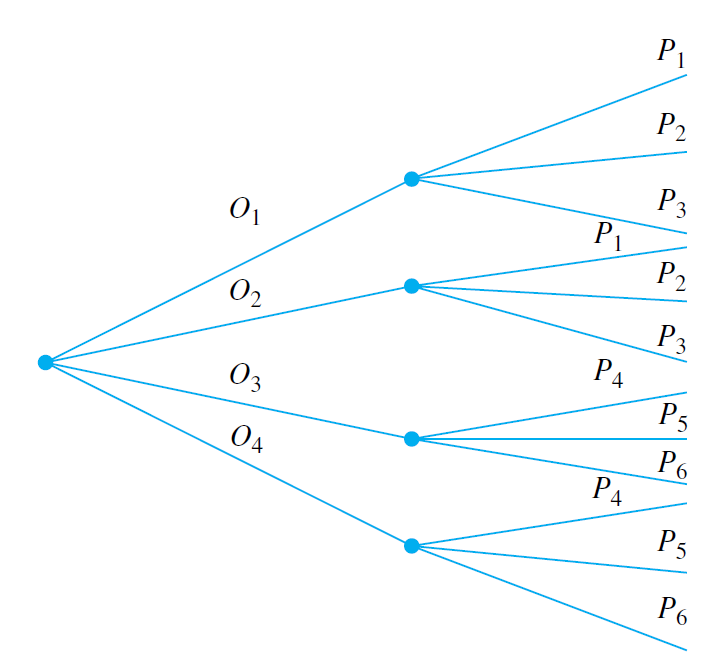 P₁
P₂
O₁
P₃
P₁
P₂
O₂
P₃
O₃
P₄
P₅
O₄
P₆
P₄
P₅
P₆